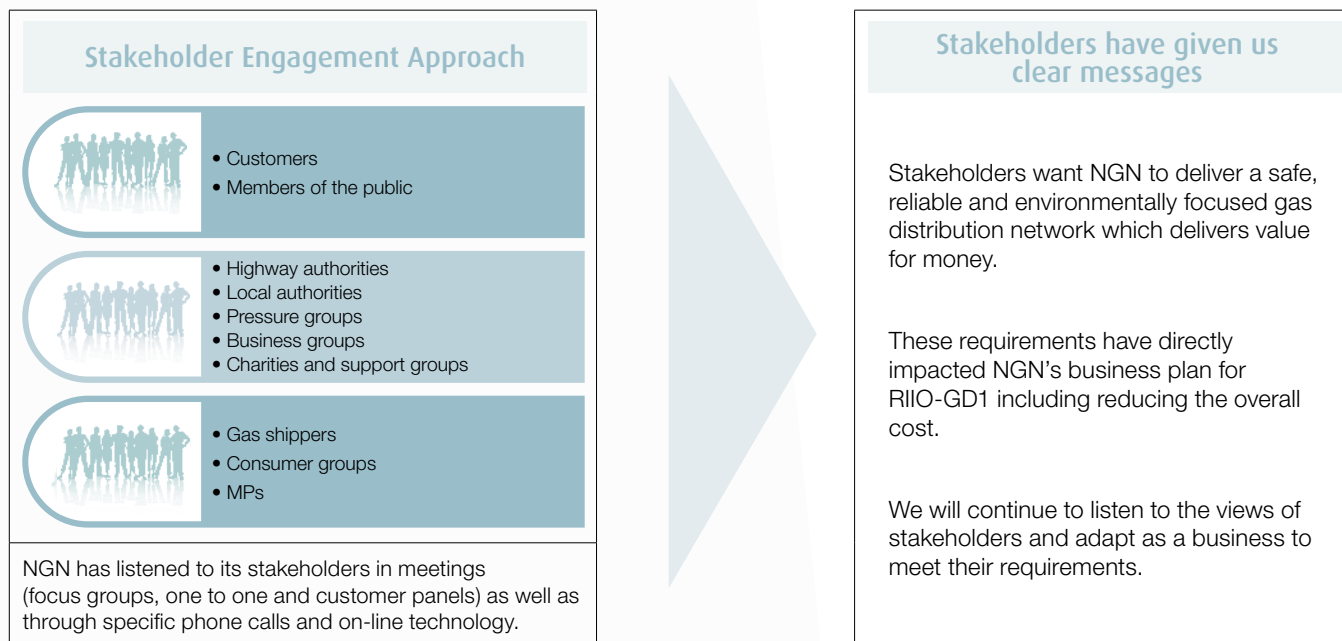 Stakeholder Engagement Approach
• Customers
• Members of the public
• Highway authorities
• Local authorities
• Pressure groups
• Business groups
• Charities and support groups
• Gas shippers
• Consumer groups
• MPs
NGN has listened to its stakeholders in meetings
(focus groups, one to one and customer panels) as well as
through specific phone calls and on-line technology.
Stakeholders have given us
clear messages
Stakeholders want NGN to deliver a safe,
reliable and environmentally focused gas
distribution network which delivers value
for money.
These requirements have directly
impacted NGN’s business plan for
RIIO-GD1 including reducing the overall
cost.
We will continue to listen to the views of
stakeholders and adapt as a business to
meet their requirements.